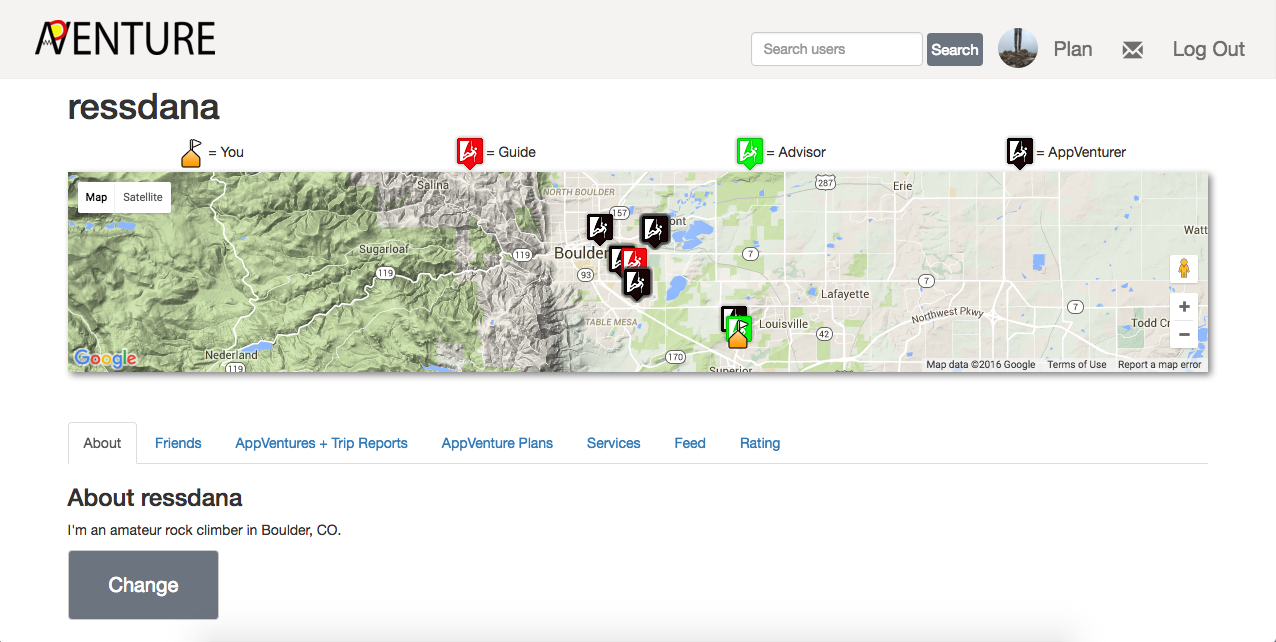 AVENTURE
Search users
Search
Plan
Log Out
ressdana
= You
= Guide
= Advisor
= AppVenturer
Map
Satellite
Salina
NORTH BOULDER
287
Erie
157
ont
Watt
Sugarloaf
119
119
Boulder
7
93
7
Lafayette
7
Northwest Pkwy
TABLE MESA
Louisville
42
Todd Cr
Nederland
119
170
Superior
Google
Map data ©2016 Google
Terms of Use
Report a map error
About
Friends
AppVentures + Trip Reports
AppVenture Plans
Services
Feed
Rating
About ressdana
I'm an amateur rock climber in Boulder, CO.
Change